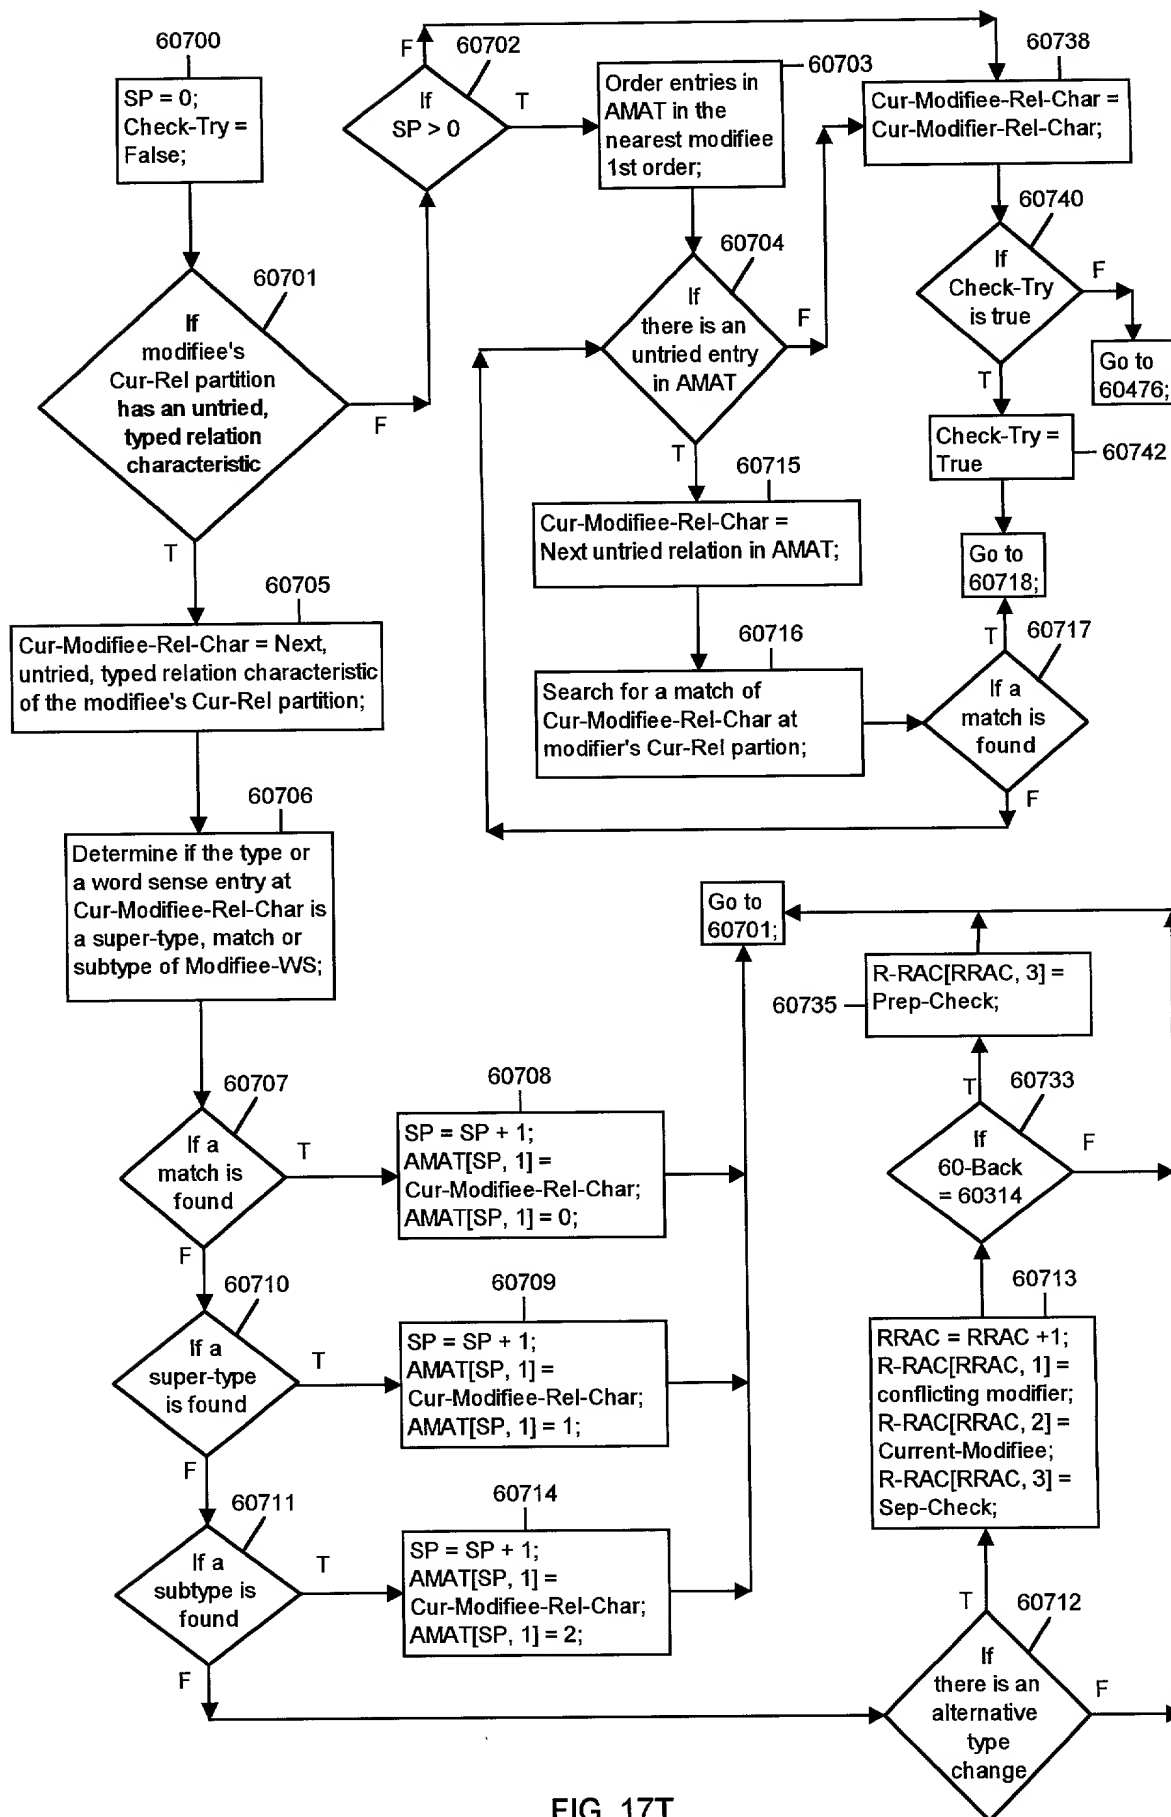 60700
SP = 0;
Check-Try =
False;
60701
If
modifiee's
Cur-Rel partition
has an untried,
typed relation
characteristic
F
T
60702
If
SP > 0
F
T
60703
Order entries in
AMAT in the
nearest modifiee
1st order;
60704
If
there is an
untried entry
in AMAT
F
T
60738
Cur-Modifiee-Rel-Char =
Cur-Modifier-Rel-Char;
60740
If
Check-Try
is true
F
Go to
60476;
T
Check-Try =
True
60742
Go to
60718;
60715
Cur-Modifiee-Rel-Char =
Next untried relation in AMAT;
60716
Search for a match of
Cur-Modifiee-Rel-Char at
modifier's Cur-Rel partion;
T
60717
If a
match is
found
F
60705
Cur-Modifiee-Rel-Char = Next,
untried, typed relation characteristic
of the modifiee's Cur-Rel partition;
60706
Determine if the type or
a word sense entry at
Cur-Modifiee-Rel-Char is
a super-type, match or
subtype of Modifiee-WS;
60707
If a
match is
found
T
F
60708
SP = SP + 1;
AMAT[SP, 1] =
Cur-Modifiee-Rel-Char;
AMAT[SP, 1] = 0;
60710
If a
super-type
is found
T
F
60709
SP = SP + 1;
AMAT[SP, 1] =
Cur-Modifiee-Rel-Char;
AMAT[SP, 1] = 1;
60711
If a
subtype is
found
T
F
60714
SP = SP + 1;
AMAT[SP, 1] =
Cur-Modifiee-Rel-Char;
AMAT[SP, 1] = 2;
Go to
60701;
R-RAC[RRAC, 3] =
Prep-Check;
60735
T
60733
If
60-Back
= 60314
F
60713
RRAC = RRAC +1;
R-RAC[RRAC, 1] =
conflicting modifier;
R-RAC[RRAC, 2] =
Current-Modifiee;
R-RAC[RRAC, 3] =
Sep-Check;
T
60712
If
there is an
alternative
type
change
F
FIG. 17T